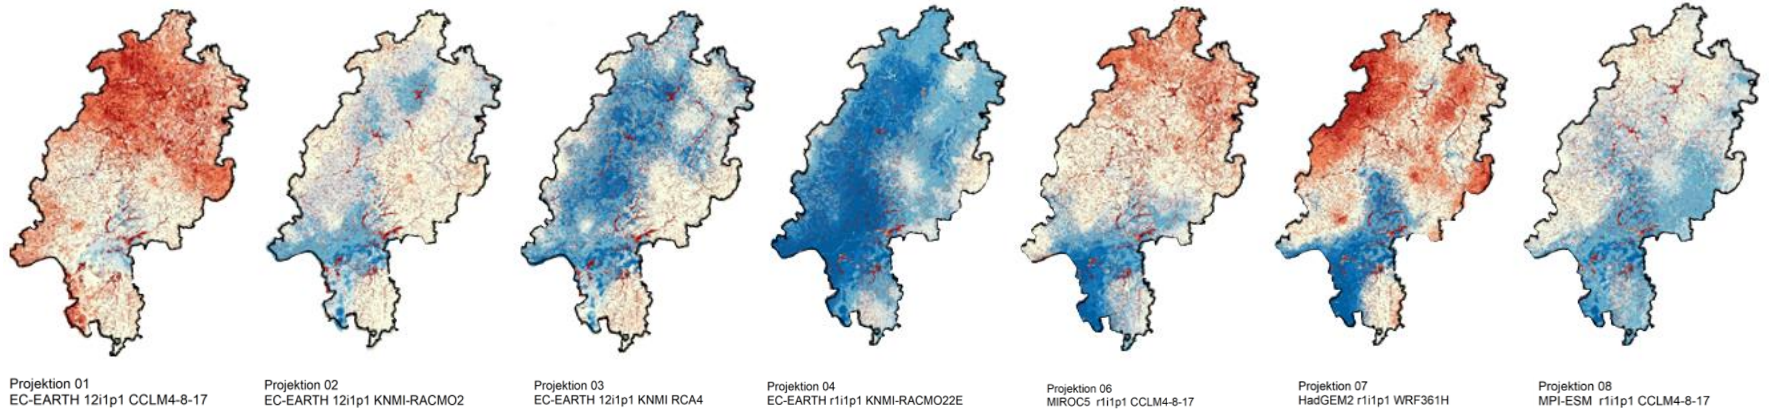 Projektion 01
EC-EARTH 12i1p1 CCLM4-8-17
Projektion 02
EC-EARTH 12i1p1 KNMI-RACMO2
Projektion 03
EC-EARTH 12i1p1 KNMI RCA4
Projektion 04
EC-EARTH r1i1p1 KNMI-RACMO22E
Projektion 06
MIROC5 r1i1p1 CCLM4-8-17
Projektion 07
HadGEM2 r1i1p1 WRF361H
Projektion 08
MPI-ESM r1i1p1 CCLM4-8-17